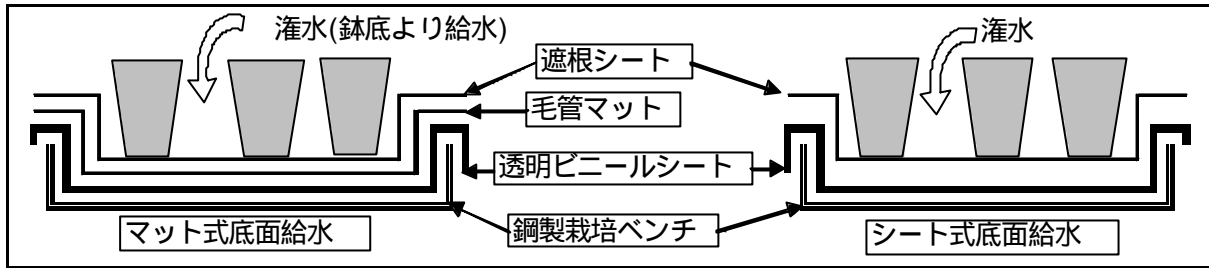 潅水(鉢底より給水)
潅水
遮根シート
毛管マット
透明ビニールシート
鋼製栽培ベンチ
マット式底面給水
シート式底面給水